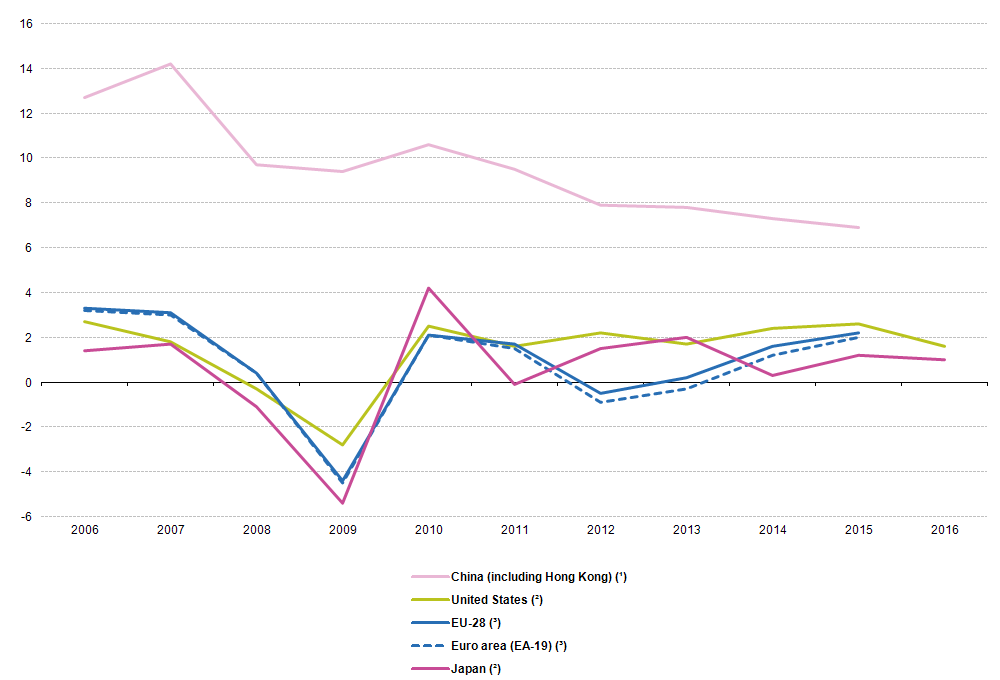 16
14
12
10
8
6
4
2
0
-2
-4
-6
2006 2007 2008 2009 2010 2011 2012 2013 2014 2015 2016
China (including Hong Kong) (¹)
United States (²)
EU-28 (³)
Euro area (EA-19) (³)
Japan (²)